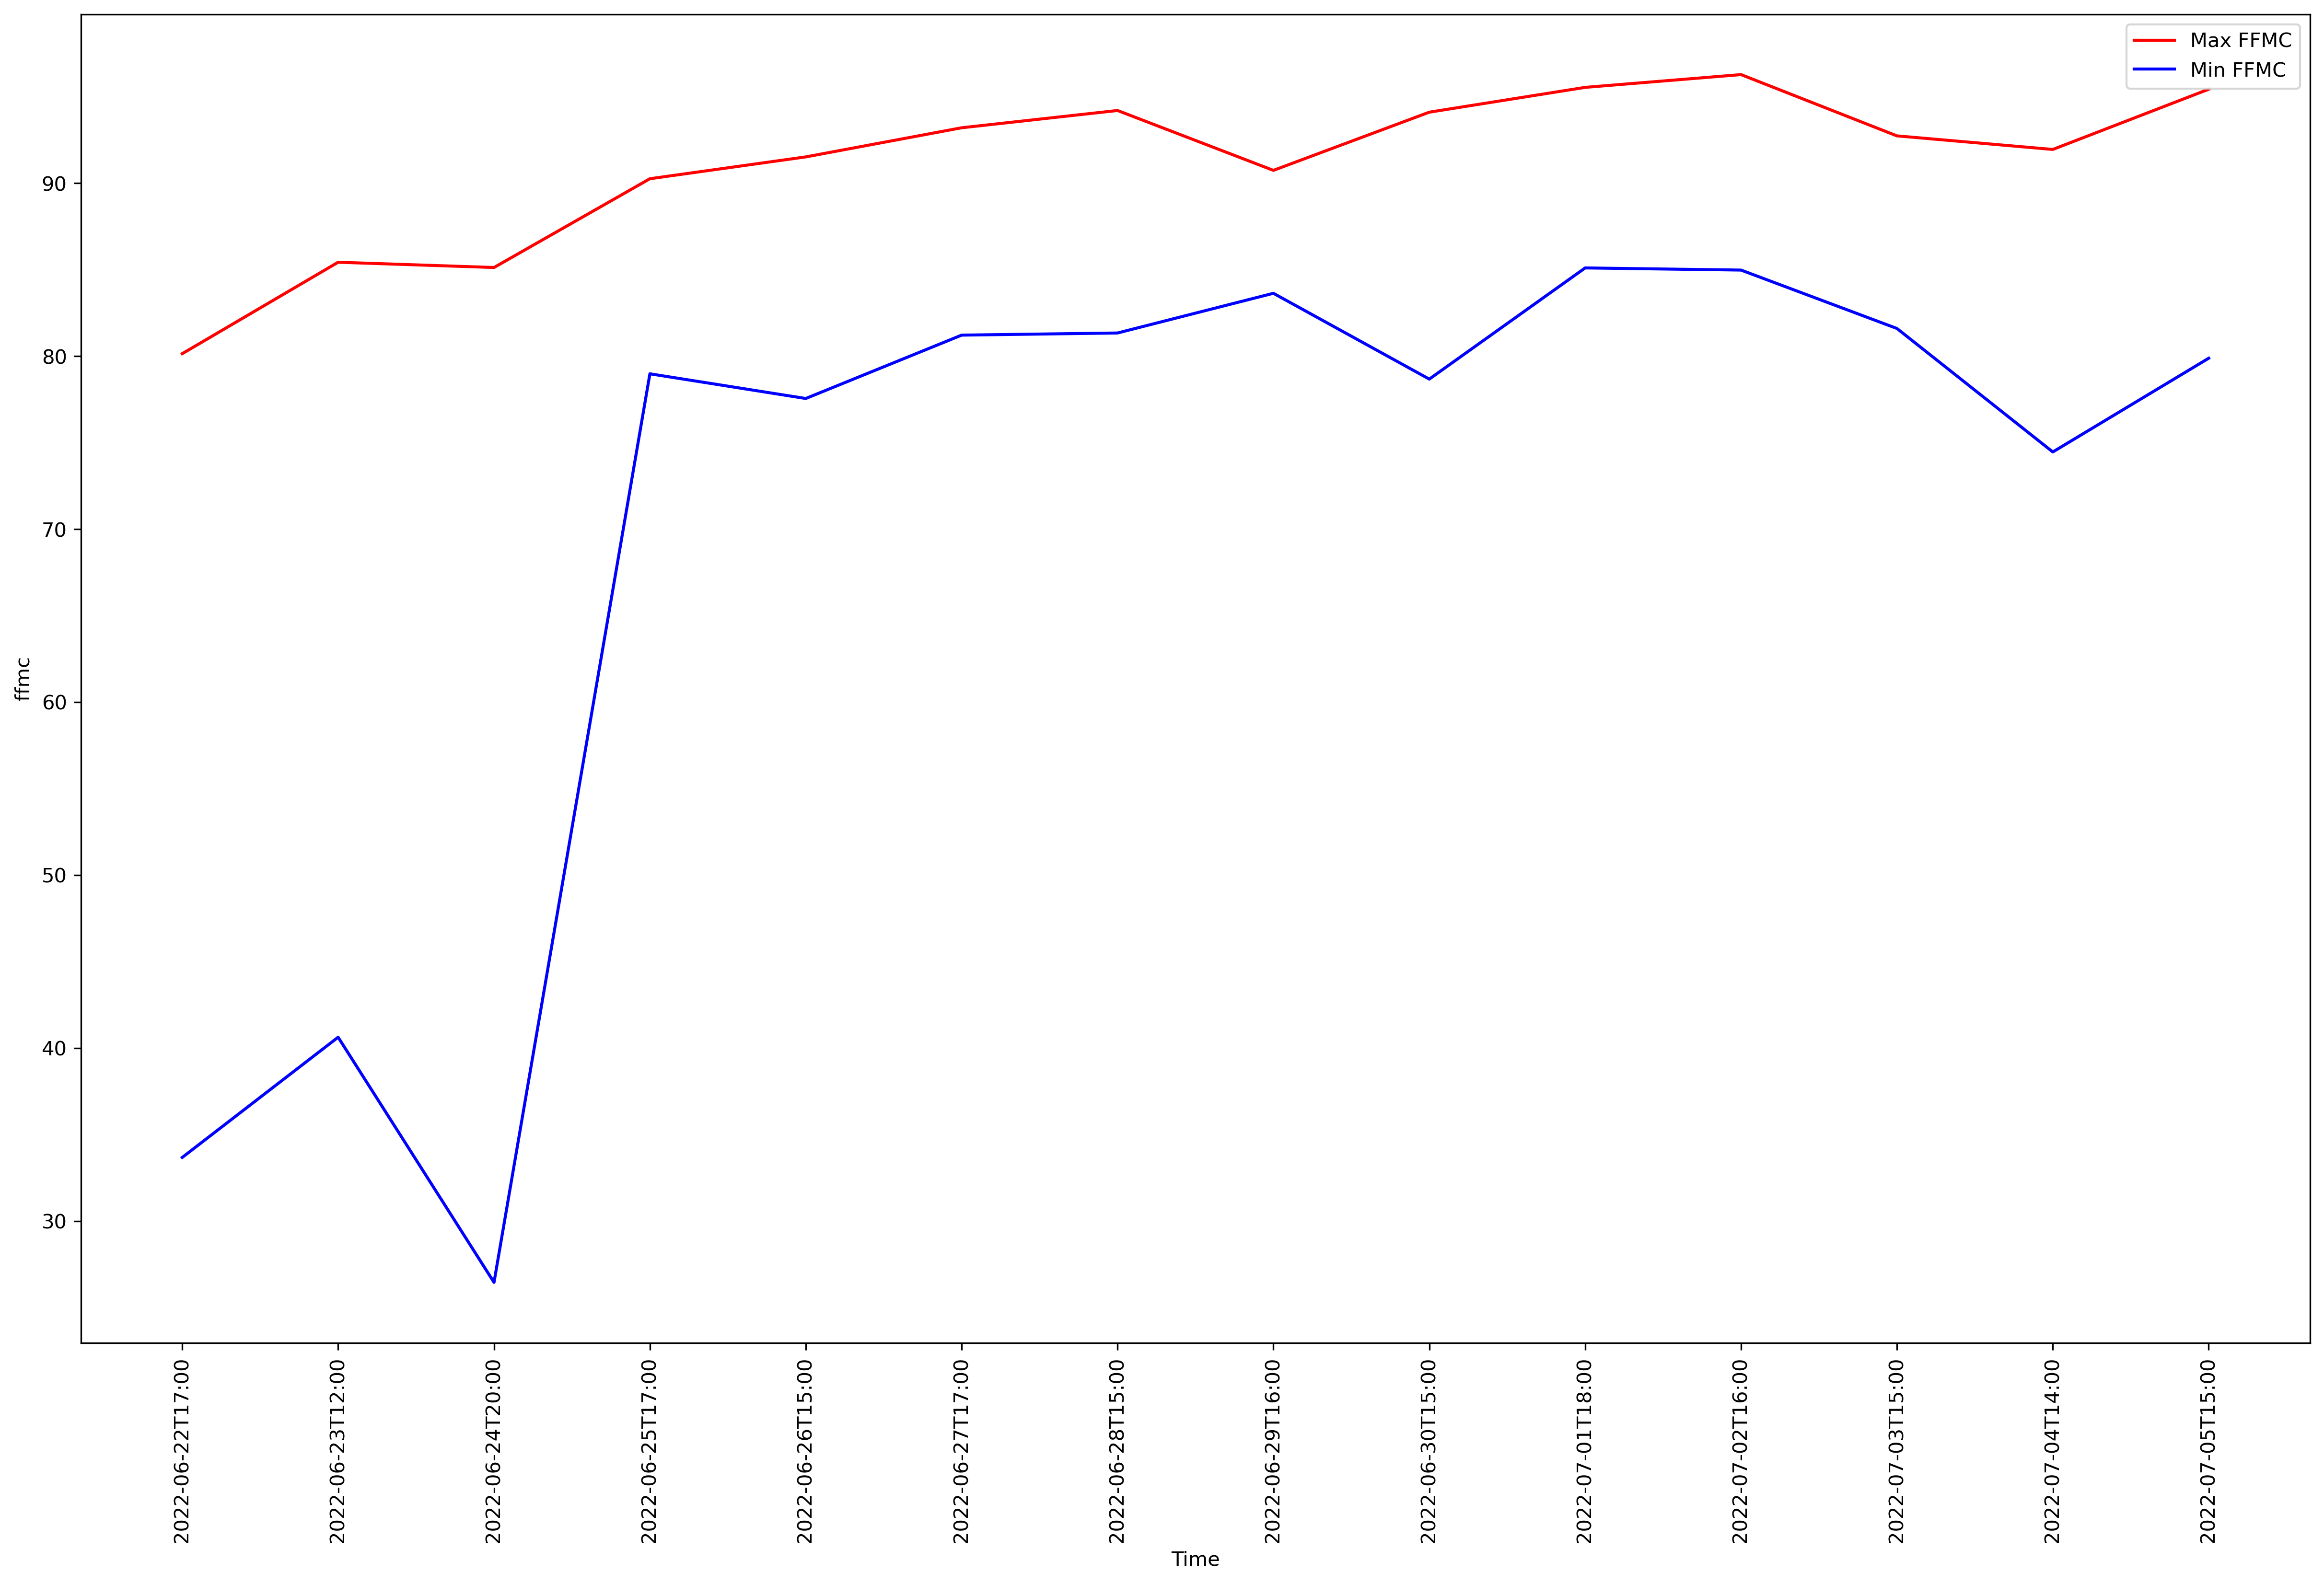 Max FFMC
Min FFMC
90
80
70
60
50
40
30
ffmc
2022-06-22T17:00
2022-06-23T12:00
2022-06-24T20:00
2022-06-25T17:00
2022-06-26T15:00
2022-06-27T17:00
2022-06-28T15:00
2022-06-29T16:00
2022-06-30T15:00
2022-07-01T18:00
2022-07-02T16:00
2022-07-03T15:00
2022-07-04T14:00
2022-07-05T15:00
Time